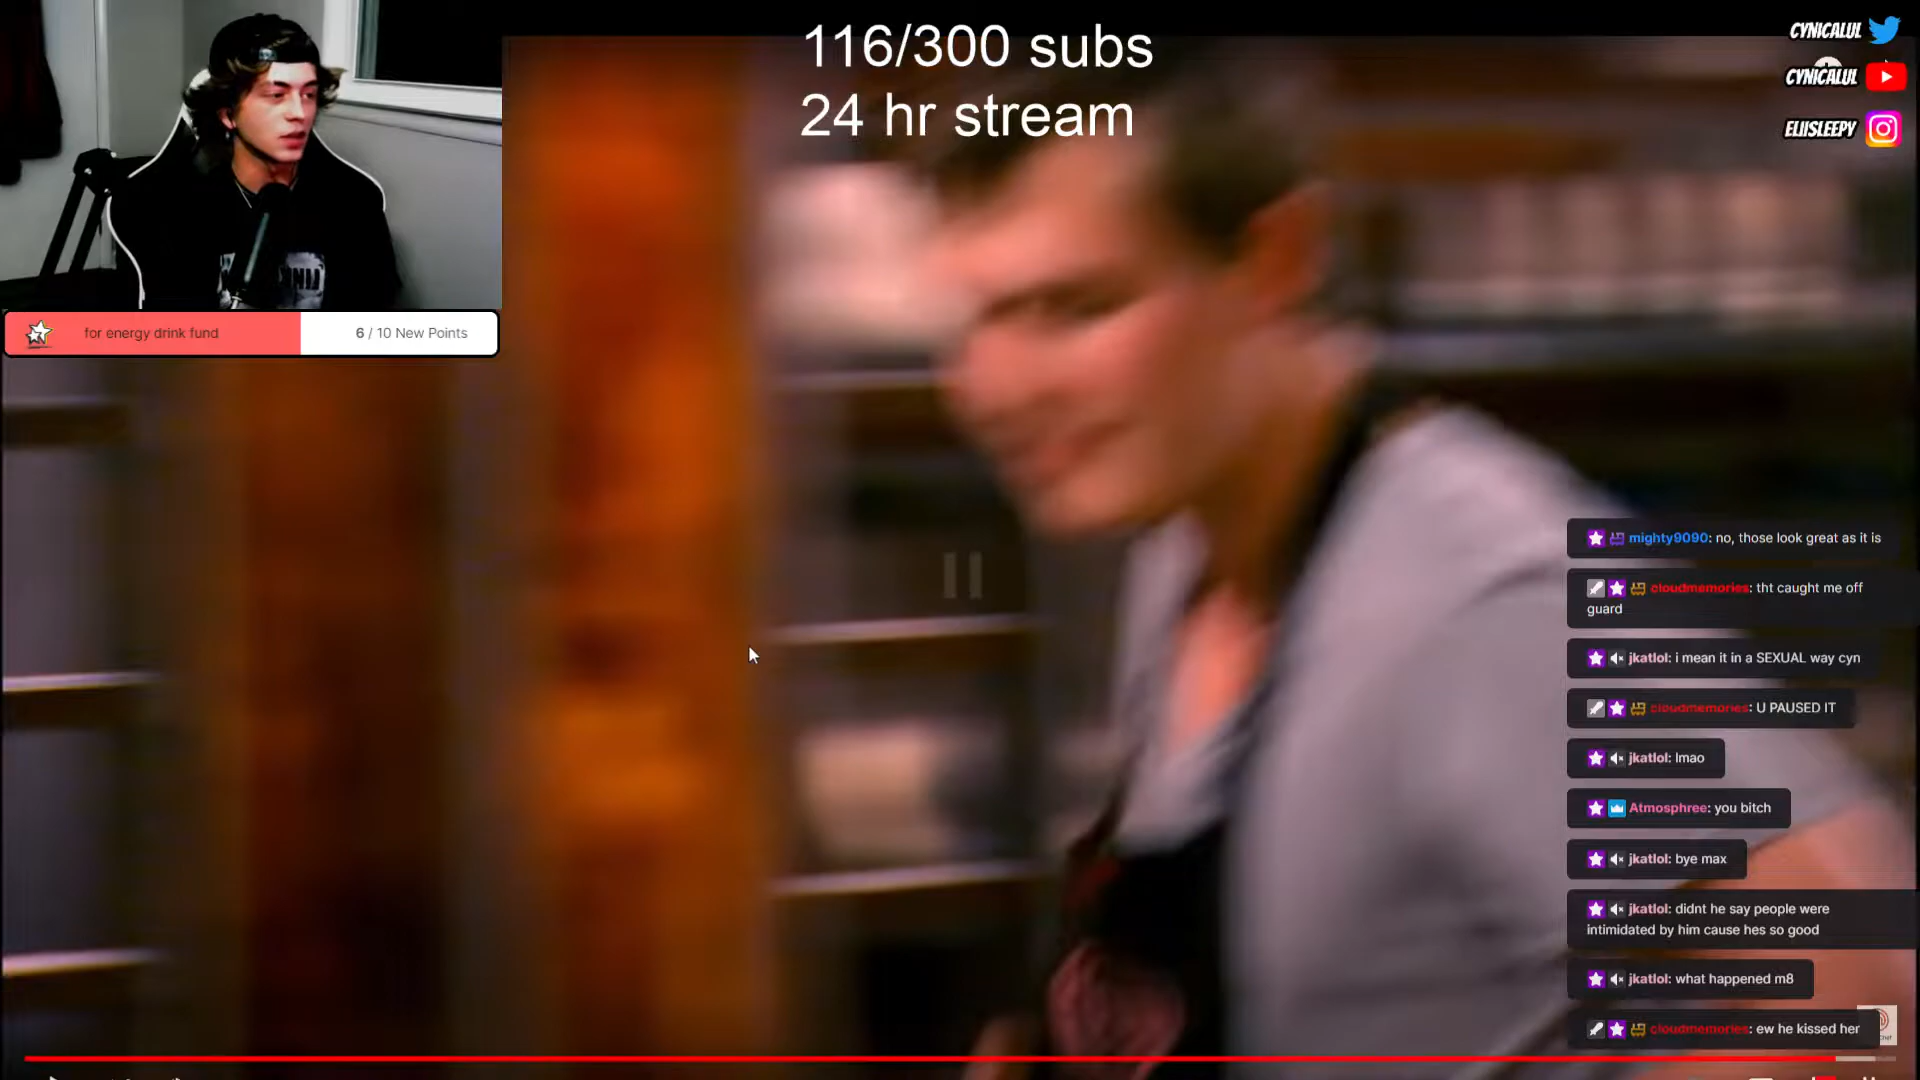 116/300 subs
24 hr stream
CYNICALUL
CYNICALUL
ELIISLEEPY
for energy drink fund
6 / 10 New Points
mighty9090: no, those look great as it is
cloudmemories: tht caught me off
guard
jkatlol: i mean it in a SEXUAL way cyn
cloudmemories: U PAUSED IT
jkatlol: lmao
Atmosphree: you bitch
jkatlol: bye max
jkatlol: didnt he say people were
intimidated by him cause hes so good
jkatlol: what happened m8
cloudmemories: ew he kissed her